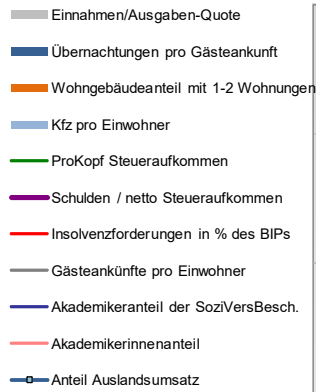 Einnahmen/Ausgaben-Quote
Übernachtungen pro Gästeankunft
Wohngebäudeanteil mit 1-2 Wohnungen
Kfz pro Einwohner
ProKopf Steueraufkommen
Schulden / netto Steueraufkommen
Insolvenzforderungen in % des BIPs
Gästeankünfte pro Einwohner
Akademikeranteil der SoziVersBesch.
Akademikerinnenanteil
Anteil Auslandsumsatz